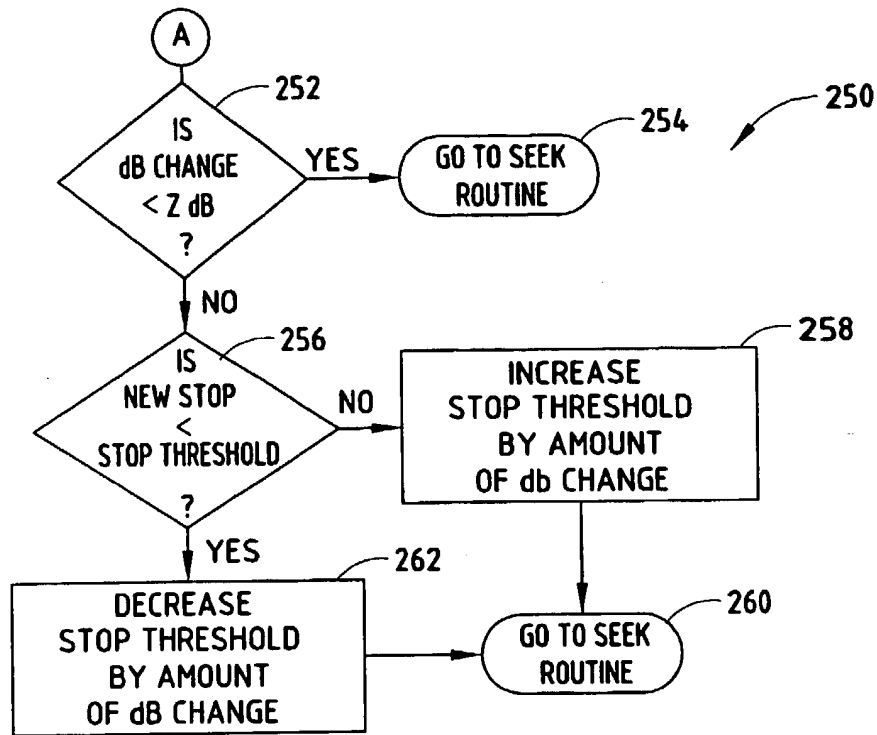 A
252
250
IS
dB CHANGE
< Z dB
?
YES
254
GO TO SEEK
ROUTINE
NO
256
IS
NEW STOP
<
STOP THRESHOLD
?
NO
258
INCREASE
STOP THRESHOLD
BY AMOUNT
OF db CHANGE
YES
262
DECREASE
STOP THRESHOLD
BY AMOUNT
OF dB CHANGE
260
GO TO SEEK
ROUTINE